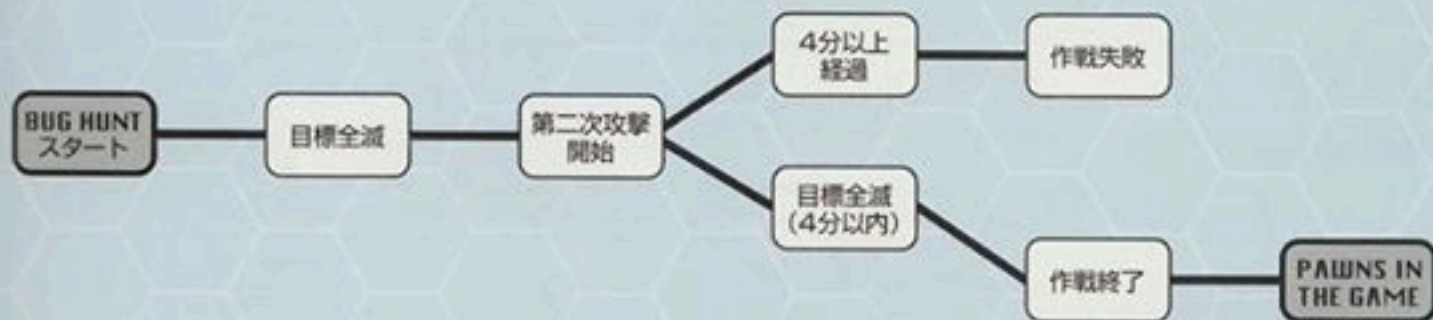 BUG HUNT
スタート
目標全滅
第二次攻撃
開始
4分以上
経過
作戦失敗
目標全滅
(4分以内)
作戦終了
PAWNS IN
THE GAME